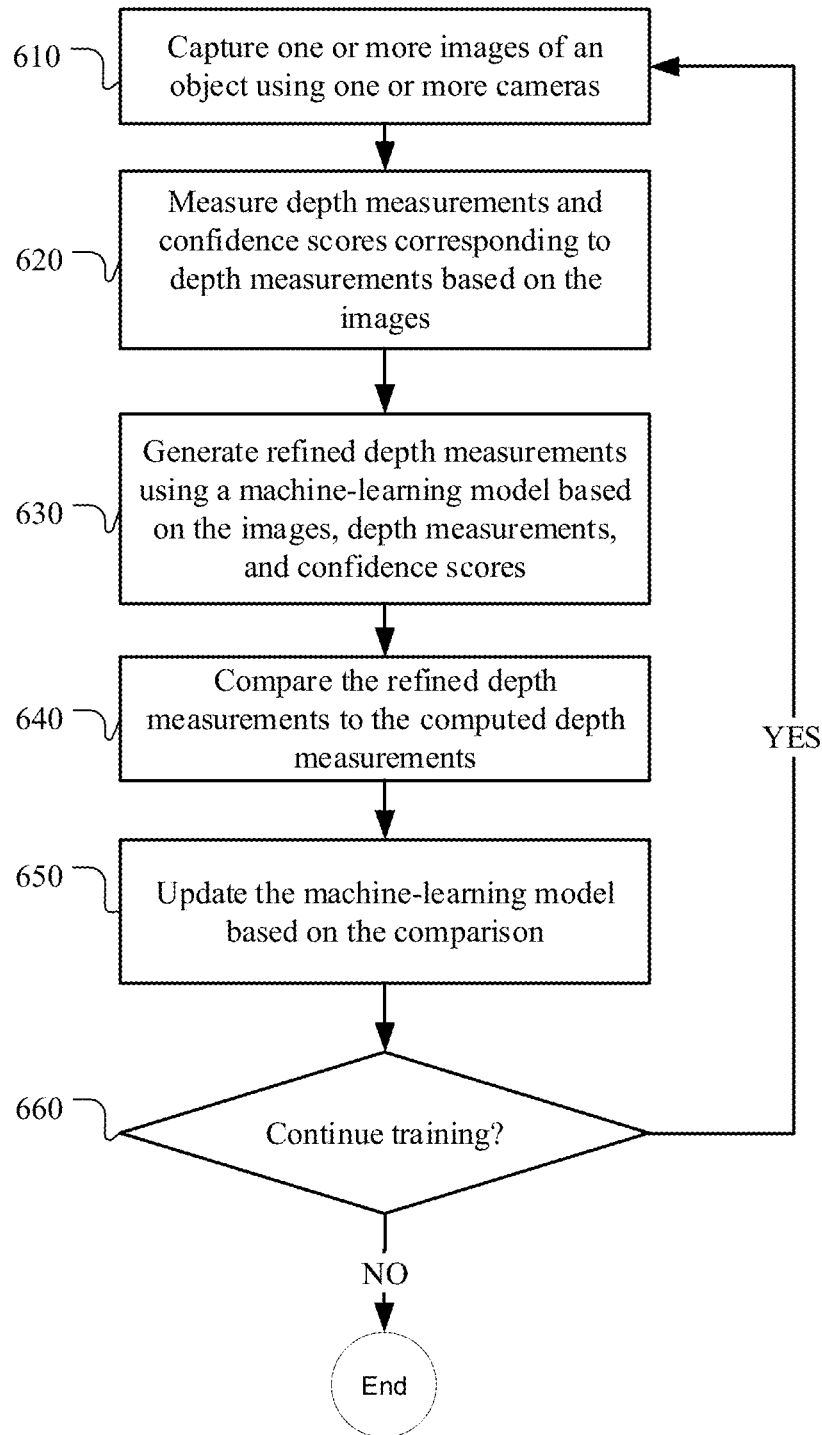 610
Capture one or more images of an
object using one or more cameras
620
Measure depth measurements and
confidence scores corresponding to
depth measurements based on the
images
630
Generate refined depth measurements
using a machine-learning model based
on the images, depth measurements,
and confidence scores
640
Compare the refined depth
measurements to the computed depth
measurements
YES
650
Update the machine-learning model
based on the comparison
660
Continue training?
NO
End